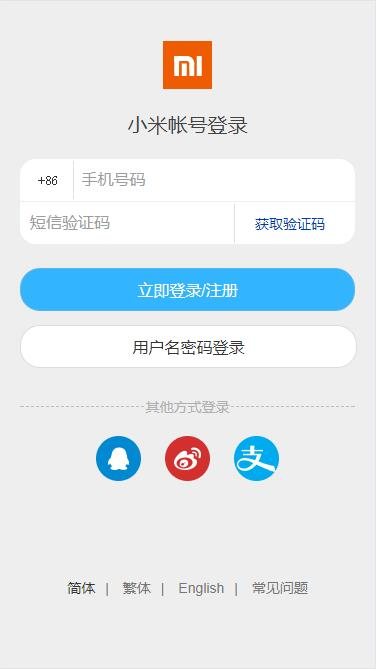 小米帐号登录
+86 手机号码
短信验证码 获取验证码
立即登录/注册
用户名密码登录
其他方式登录
简体 | 繁体 | English | 常见问题